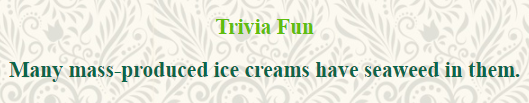 Trivia Fun
Many mass-produced ice creams have seaweed in them.